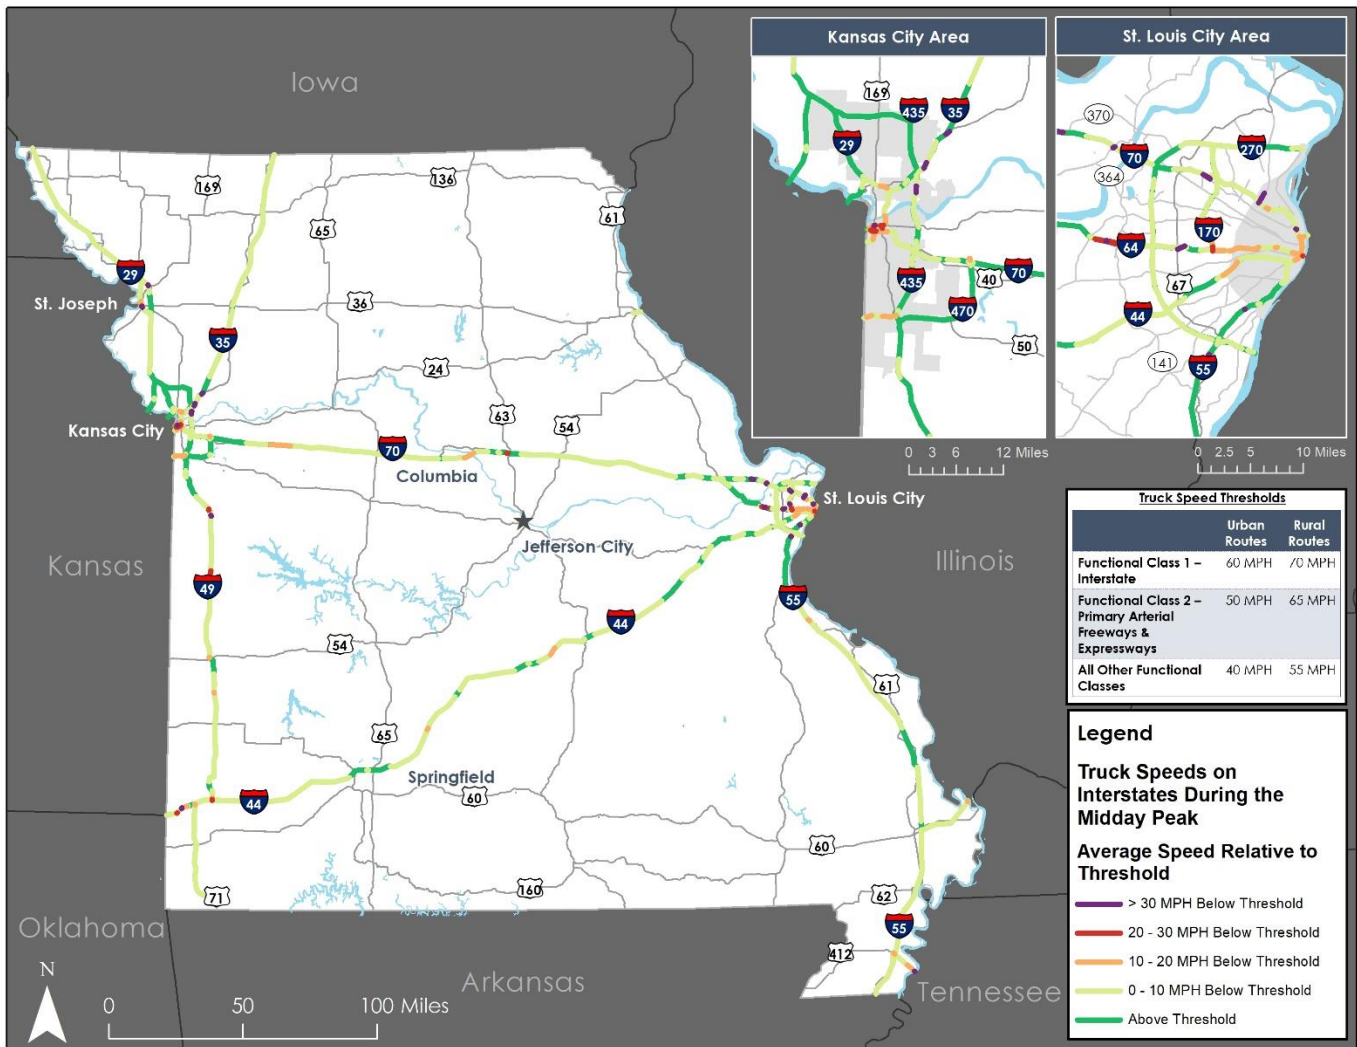 Iowa
169
136
65
61
29
St. Joseph
36
35
24
63
54
Kansas City
70
Columbia
St. Louis City
Jefferson City
Kansas
Illinois
49
55
44
54
61
65
Springfield
44
60
60
71
160
62
Oklahoma
55
412
Arkansas
Tennessee
N
0 50 100 Miles
Kansas City Area
169
435
35
29
70
40
435
470
50
0 3 6 12 Miles
St. Louis City Area
370
70
270
364
170
64
67
44
141
55
0 2.5 5 10 Miles
Truck Speed Thresholds
Urban Rural
Routes Routes
Functional Class 1 – 60 MPH 70 MPH
Interstate
Functional Class 2 – 50 MPH 65 MPH
Primary Arterial
Freeways &
Expressways
All Other Functional 40 MPH 55 MPH
Classes
Legend
Truck Speeds on
Interstates During the
Midday Peak
Average Speed Relative to
Threshold
> 30 MPH Below Threshold
20 - 30 MPH Below Threshold
10 - 20 MPH Below Threshold
0 - 10 MPH Below Threshold
Above Threshold